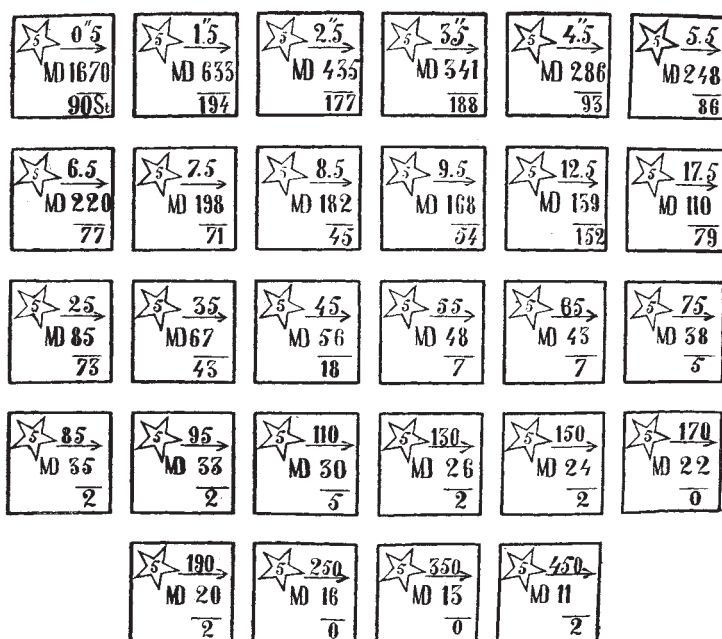 5 0"5
MD 1670
90St
5 1"5
MD 633
194
5 2"5
MD 435
177
5 3"5
MD 341
188
5 4"5
MD 286
93
5 5.5
MD 248
86
5 6.5
MD 220
77
5 7.5
MD 198
71
5 8.5
MD 182
45
5 9.5
MD 168
54
5 12.5
MD 139
152
5 17.5
MD 110
79
5 25
MD 85
73
5 35
MD 67
43
5 45
MD 56
18
5 55
MD 48
7
5 65
MD 43
7
5 75
MD 38
5
5 85
MD 35
2
5 95
MD 33
2
5 110
MD 30
5
5 130
MD 26
2
5 150
MD 24
2
5 170
MD 22
0
5 190
MD 20
2
5 250
MD 16
0
5 350
MD 13
0
5 450
MD 11
2